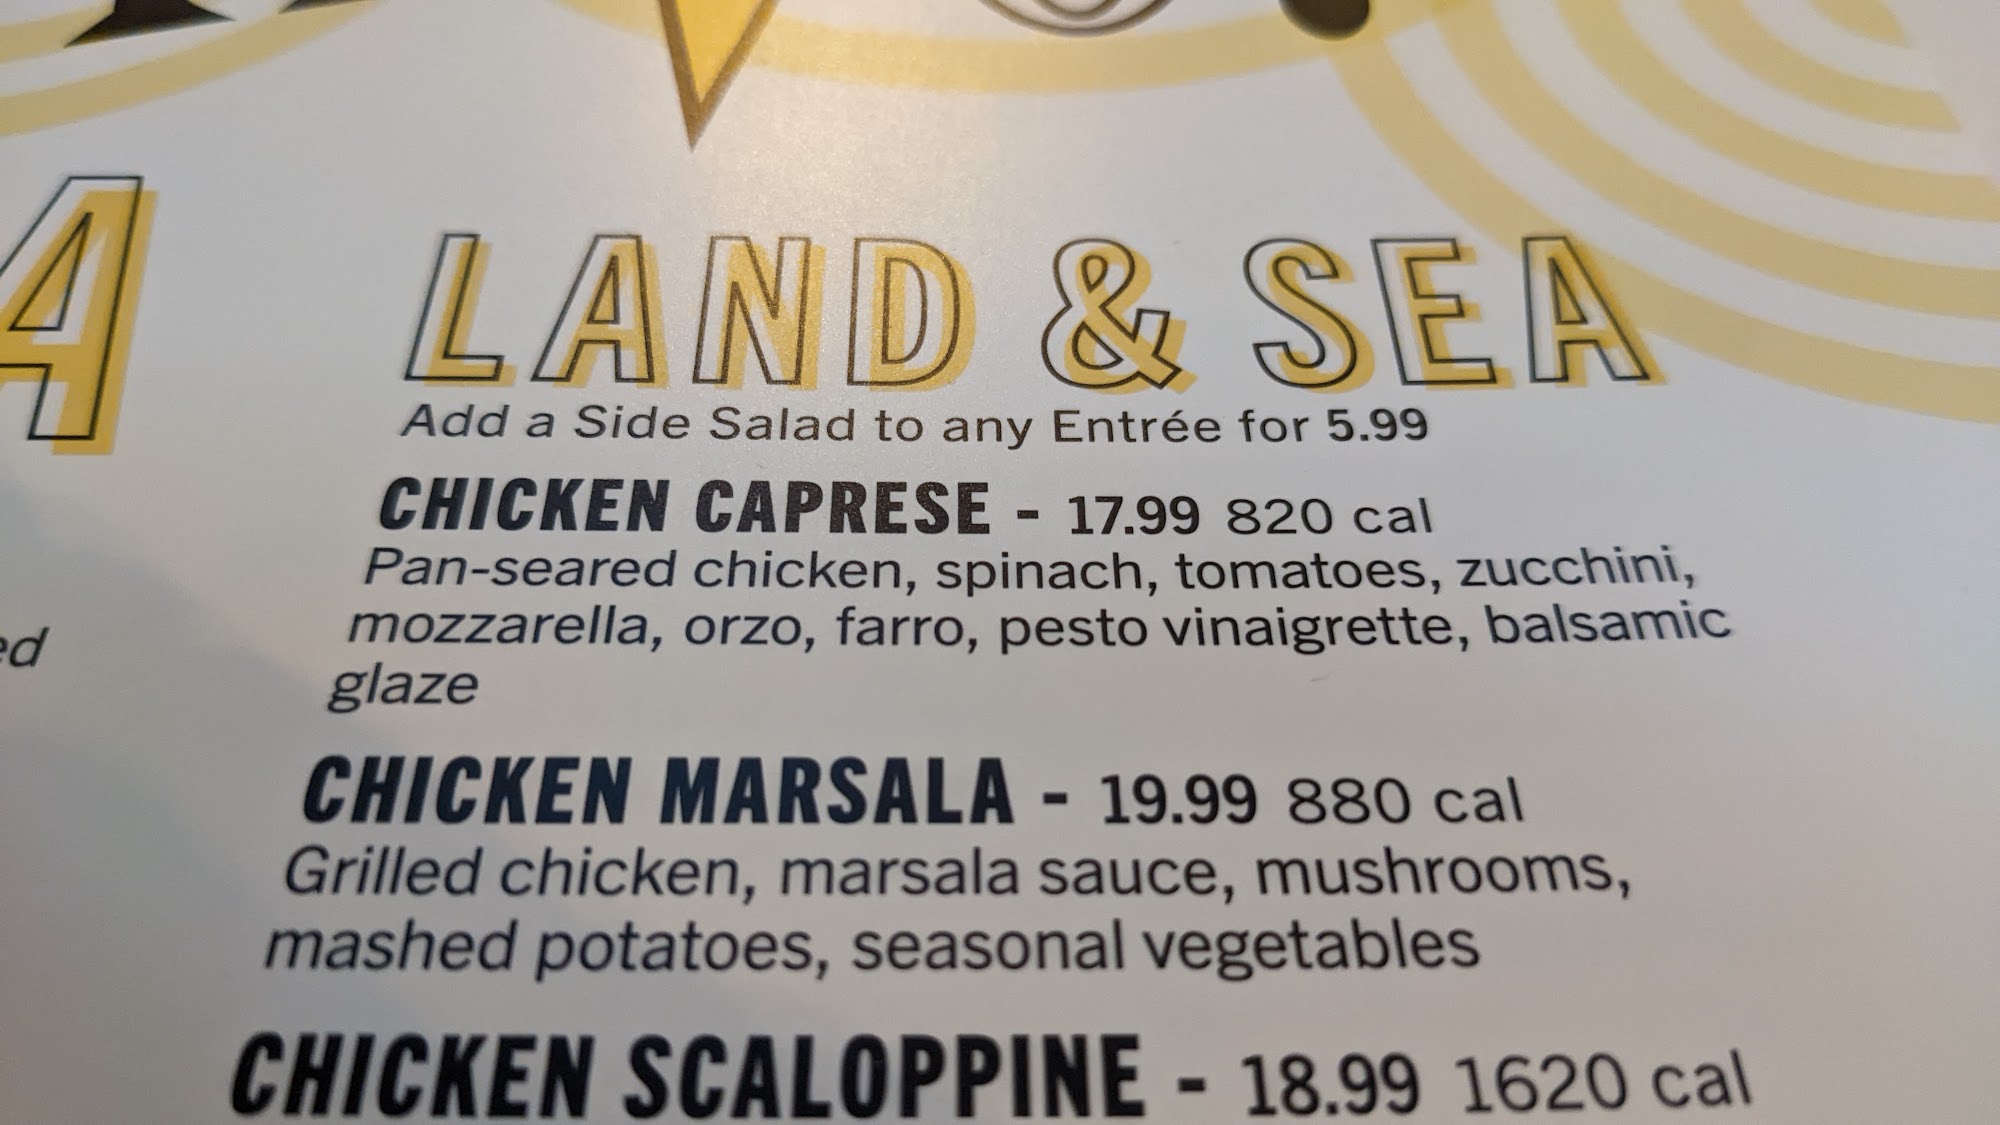 A
ed
LAND & SEA
Add a Side Salad to any Entrée for 5.99
CHICKEN CAPRESE - 17.99 820 cal
Pan-seared chicken, spinach, tomatoes, zucchini,
mozzarella, orzo, farro, pesto vinaigrette, balsamic
glaze
CHICKEN MARSALA - 19.99 880 cal
Grilled chicken, marsala sauce, mushrooms,
mashed potatoes, seasonal vegetables
CHICKEN SCALOPPINE - 18.99 1620 cal